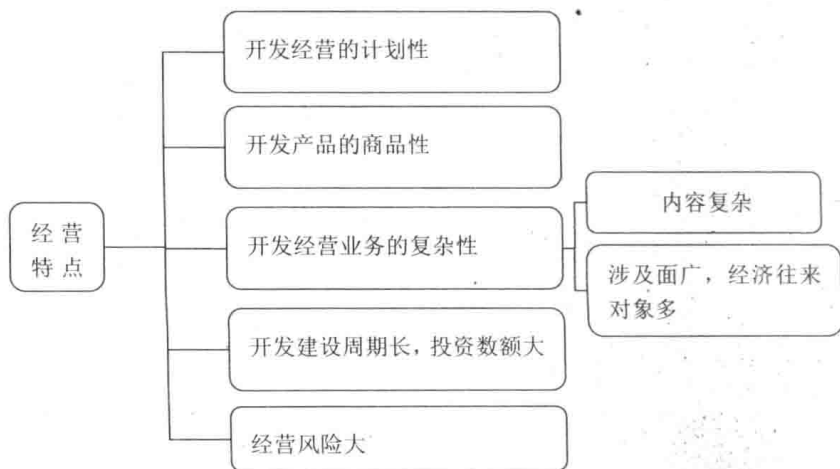 开发经营的计划性
开发产品的商品性
经营
特点
开发经营业务的复杂性
内容复杂
涉及面广，经济往来
对象多
开发建设周期长，投资数额大
经营风险大